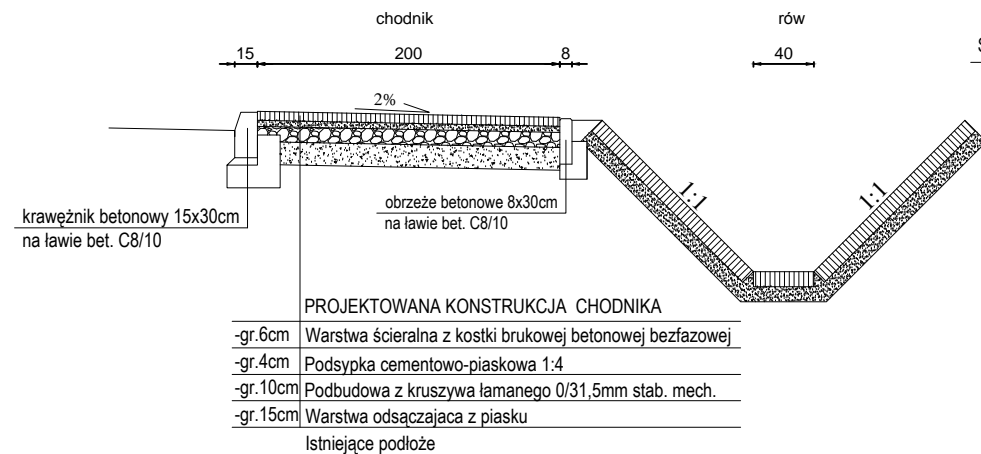 chodnik
rów
15
200
8
40
2%
1:1
1:1
krawężnik betonowy 15x30cm
na ławie bet. C8/10
obrzeże betonowe 8x30cm
na ławie bet. C8/10
PROJEKTOWANA KONSTRUKCJA CHODNIKA
-gr.6cm Warstwa ścieralna z kostki brukowej betonowej bezfazowej
-gr.4cm Podsypka cementowo-piaskowa 1:4
-gr.10cm Podbudowa z kruszywa łamanego 0/31,5mm stab. mech.
-gr.15cm Warstwa odsączajaca z piasku
Istniejące podłoże